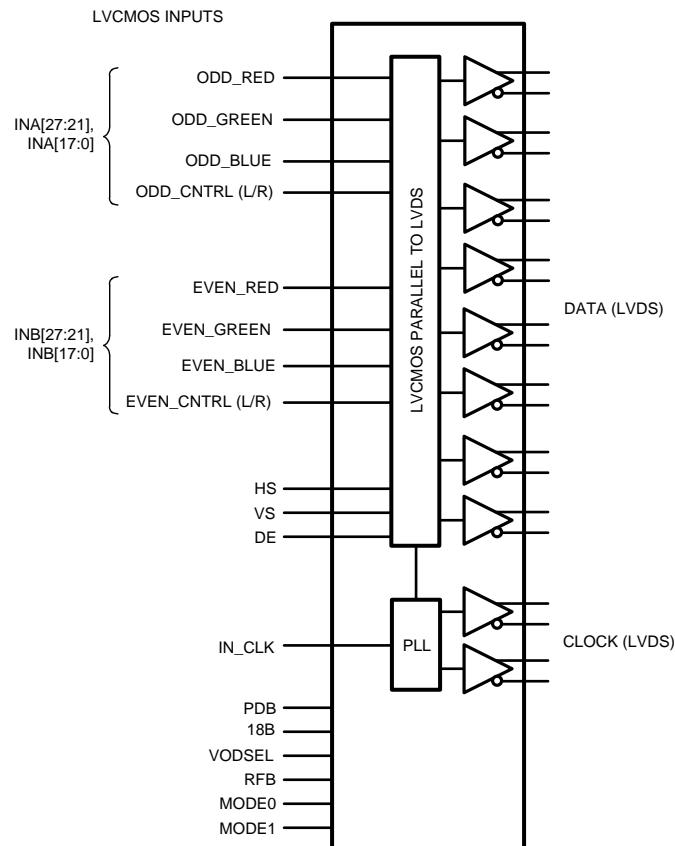 LVCMOS INPUTS
INA[27:21],
INA[17:0]
ODD_RED
ODD_GREEN
ODD_BLUE
ODD_CNTRL (L/R)
INB[27:21],
INB[17:0]
EVEN_RED
EVEN_GREEN
EVEN_BLUE
EVEN_CNTRL (L/R)
HS
VS
DE
LVCMOS PARALLEL TO LVDS
DATA (LVDS)
IN_CLK
PLL
CLOCK (LVDS)
PDB
18B
VODSEL
RFB
MODE0
MODE1